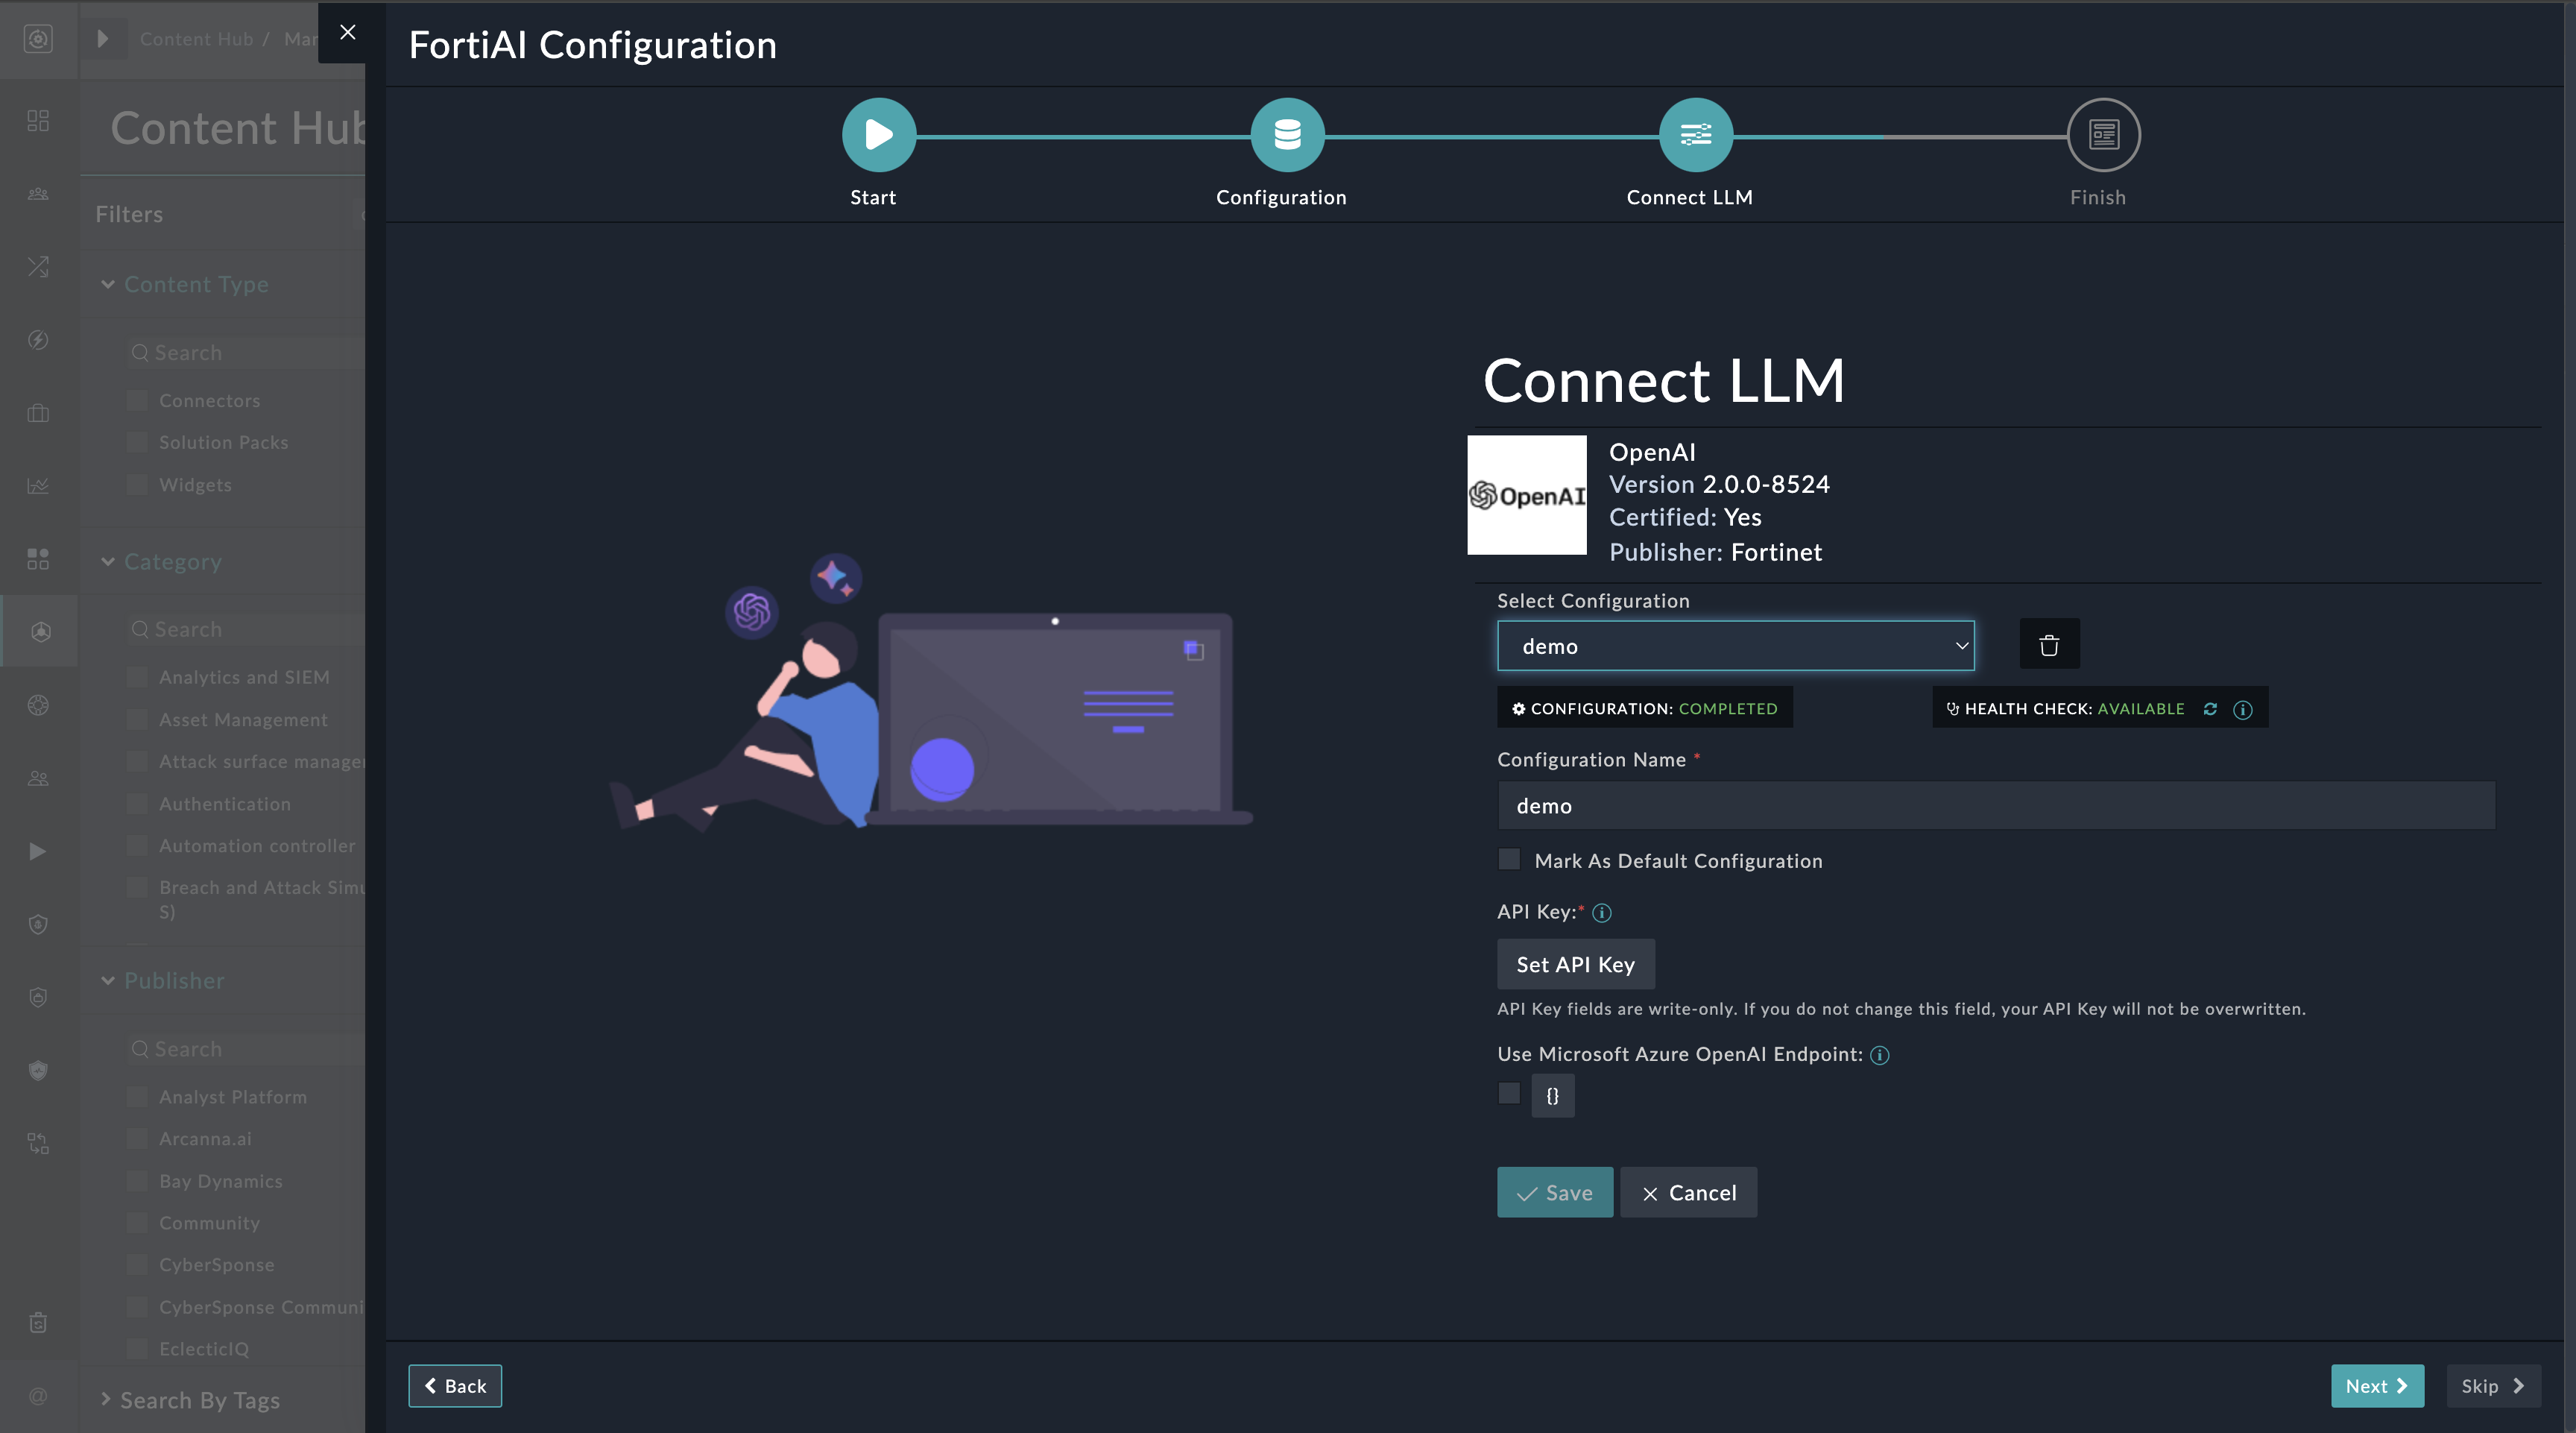 Content Hub / Mar
FortiAI Configuration
Start
Configuration
Connect LLM
Finish
Content Hub
Filters
Content Type
Search
Connectors
Solution Packs
Widgets
Category
Search
Analytics and SIEM
Asset Management
Attack surface manager
Authentication
Automation controller
Breach and Attack Simu
S)
Publisher
Search
Analyst Platform
Arcanna.ai
Bay Dynamics
Community
CyberSponse
CyberSponse Communi
EclecticIQ
Search By Tags
Connect LLM
OpenAI
OpenAI
Version 2.0.0-8524
Certified: Yes
Publisher: Fortinet
Select Configuration
demo
CONFIGURATION: COMPLETED
HEALTH CHECK: AVAILABLE
Configuration Name *
demo
Mark As Default Configuration
API Key:*
Set API Key
API Key fields are write-only. If you do not change this field, your API Key will not be overwritten.
Use Microsoft Azure OpenAI Endpoint:
{}
Save
Cancel
Back
Next
Skip